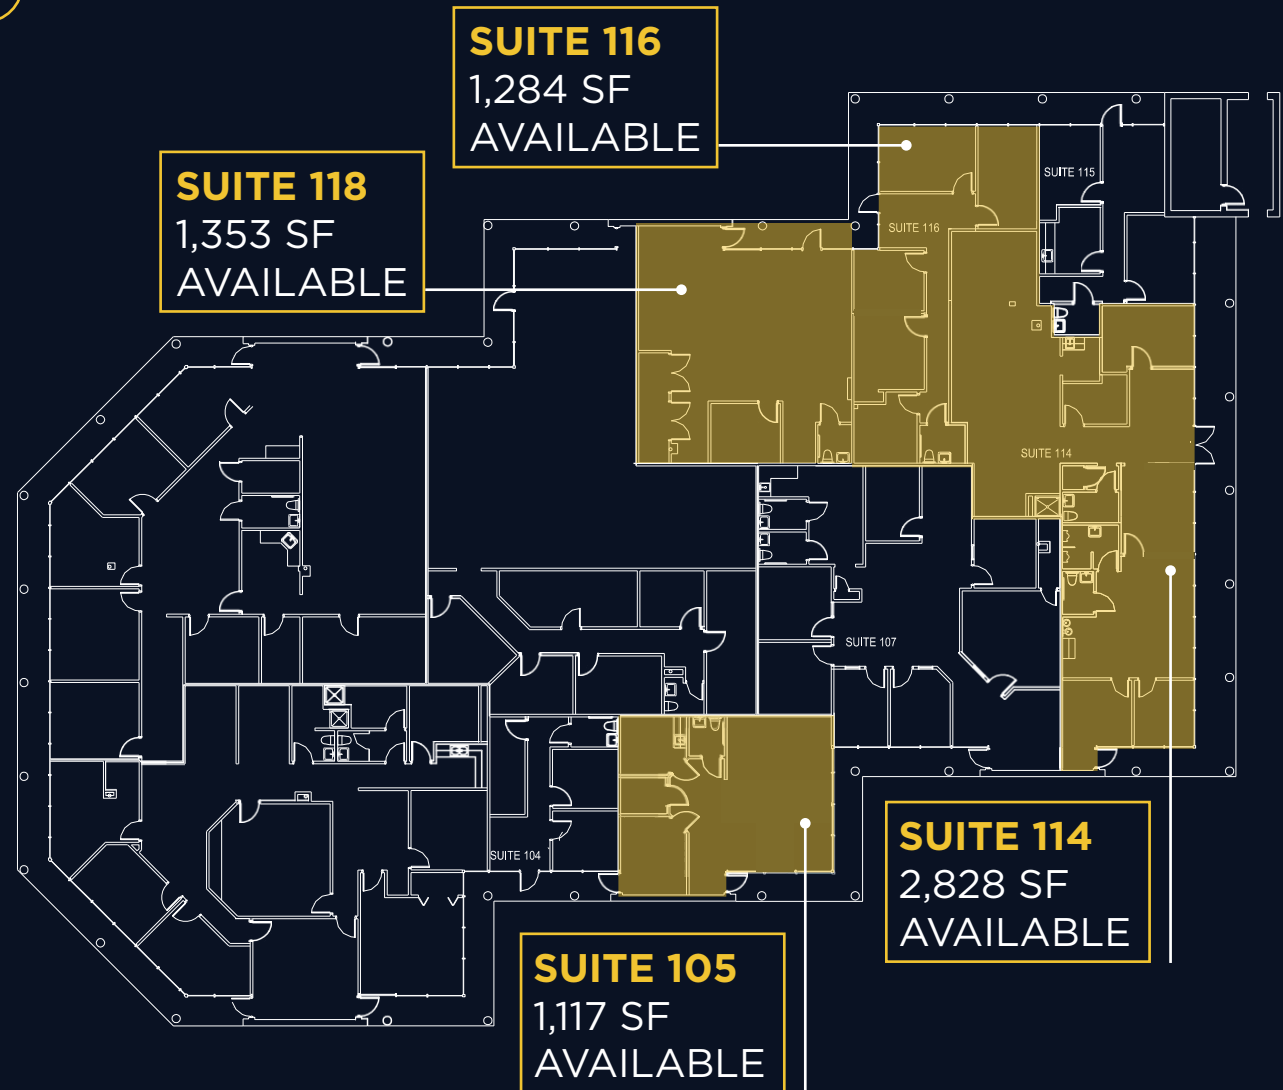 SUITE 116
1,284 SF
AVAILABLE
SUITE 118
1,353 SF
AVAILABLE
SUITE 115
SUITE 116
SUITE 114
SUITE 107
SUITE 104
SUITE 114
2,828 SF
AVAILABLE
SUITE 105
1,117 SF
AVAILABLE